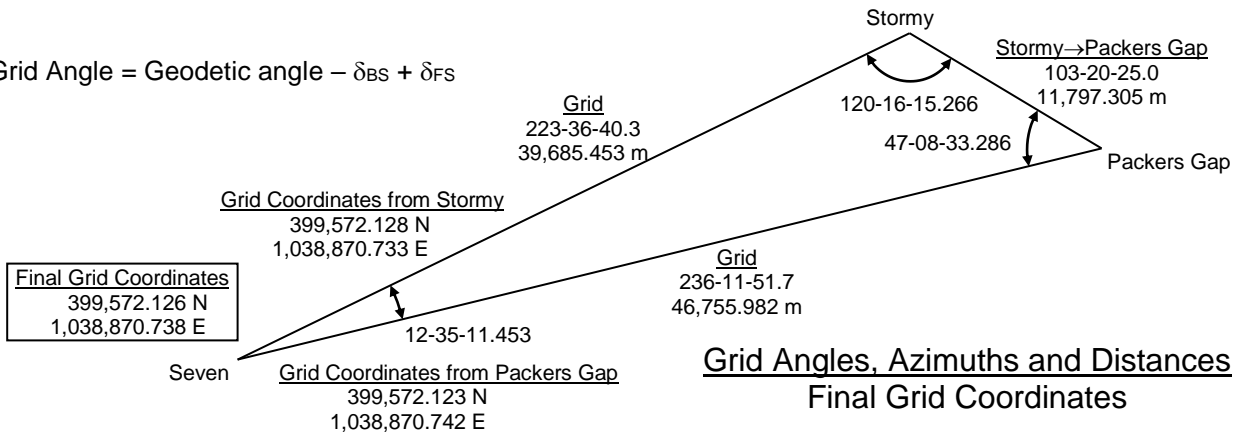 Stormy
Grid Angle = Geodetic angle – δBS + δFS
Stormy→Packers Gap
103-20-25.0
11,797.305 m
Grid
223-36-40.3
39,685.453 m
120-16-15.266
47-08-33.286
Packers Gap
Grid Coordinates from Stormy
399,572.128 N
1,038,870.733 E
Grid
236-11-51.7
46,755.982 m
Final Grid Coordinates
399,572.126 N
1,038,870.738 E
12-35-11.453
Seven
Grid Coordinates from Packers Gap
399,572.123 N
1,038,870.742 E
Grid Angles, Azimuths and Distances
Final Grid Coordinates